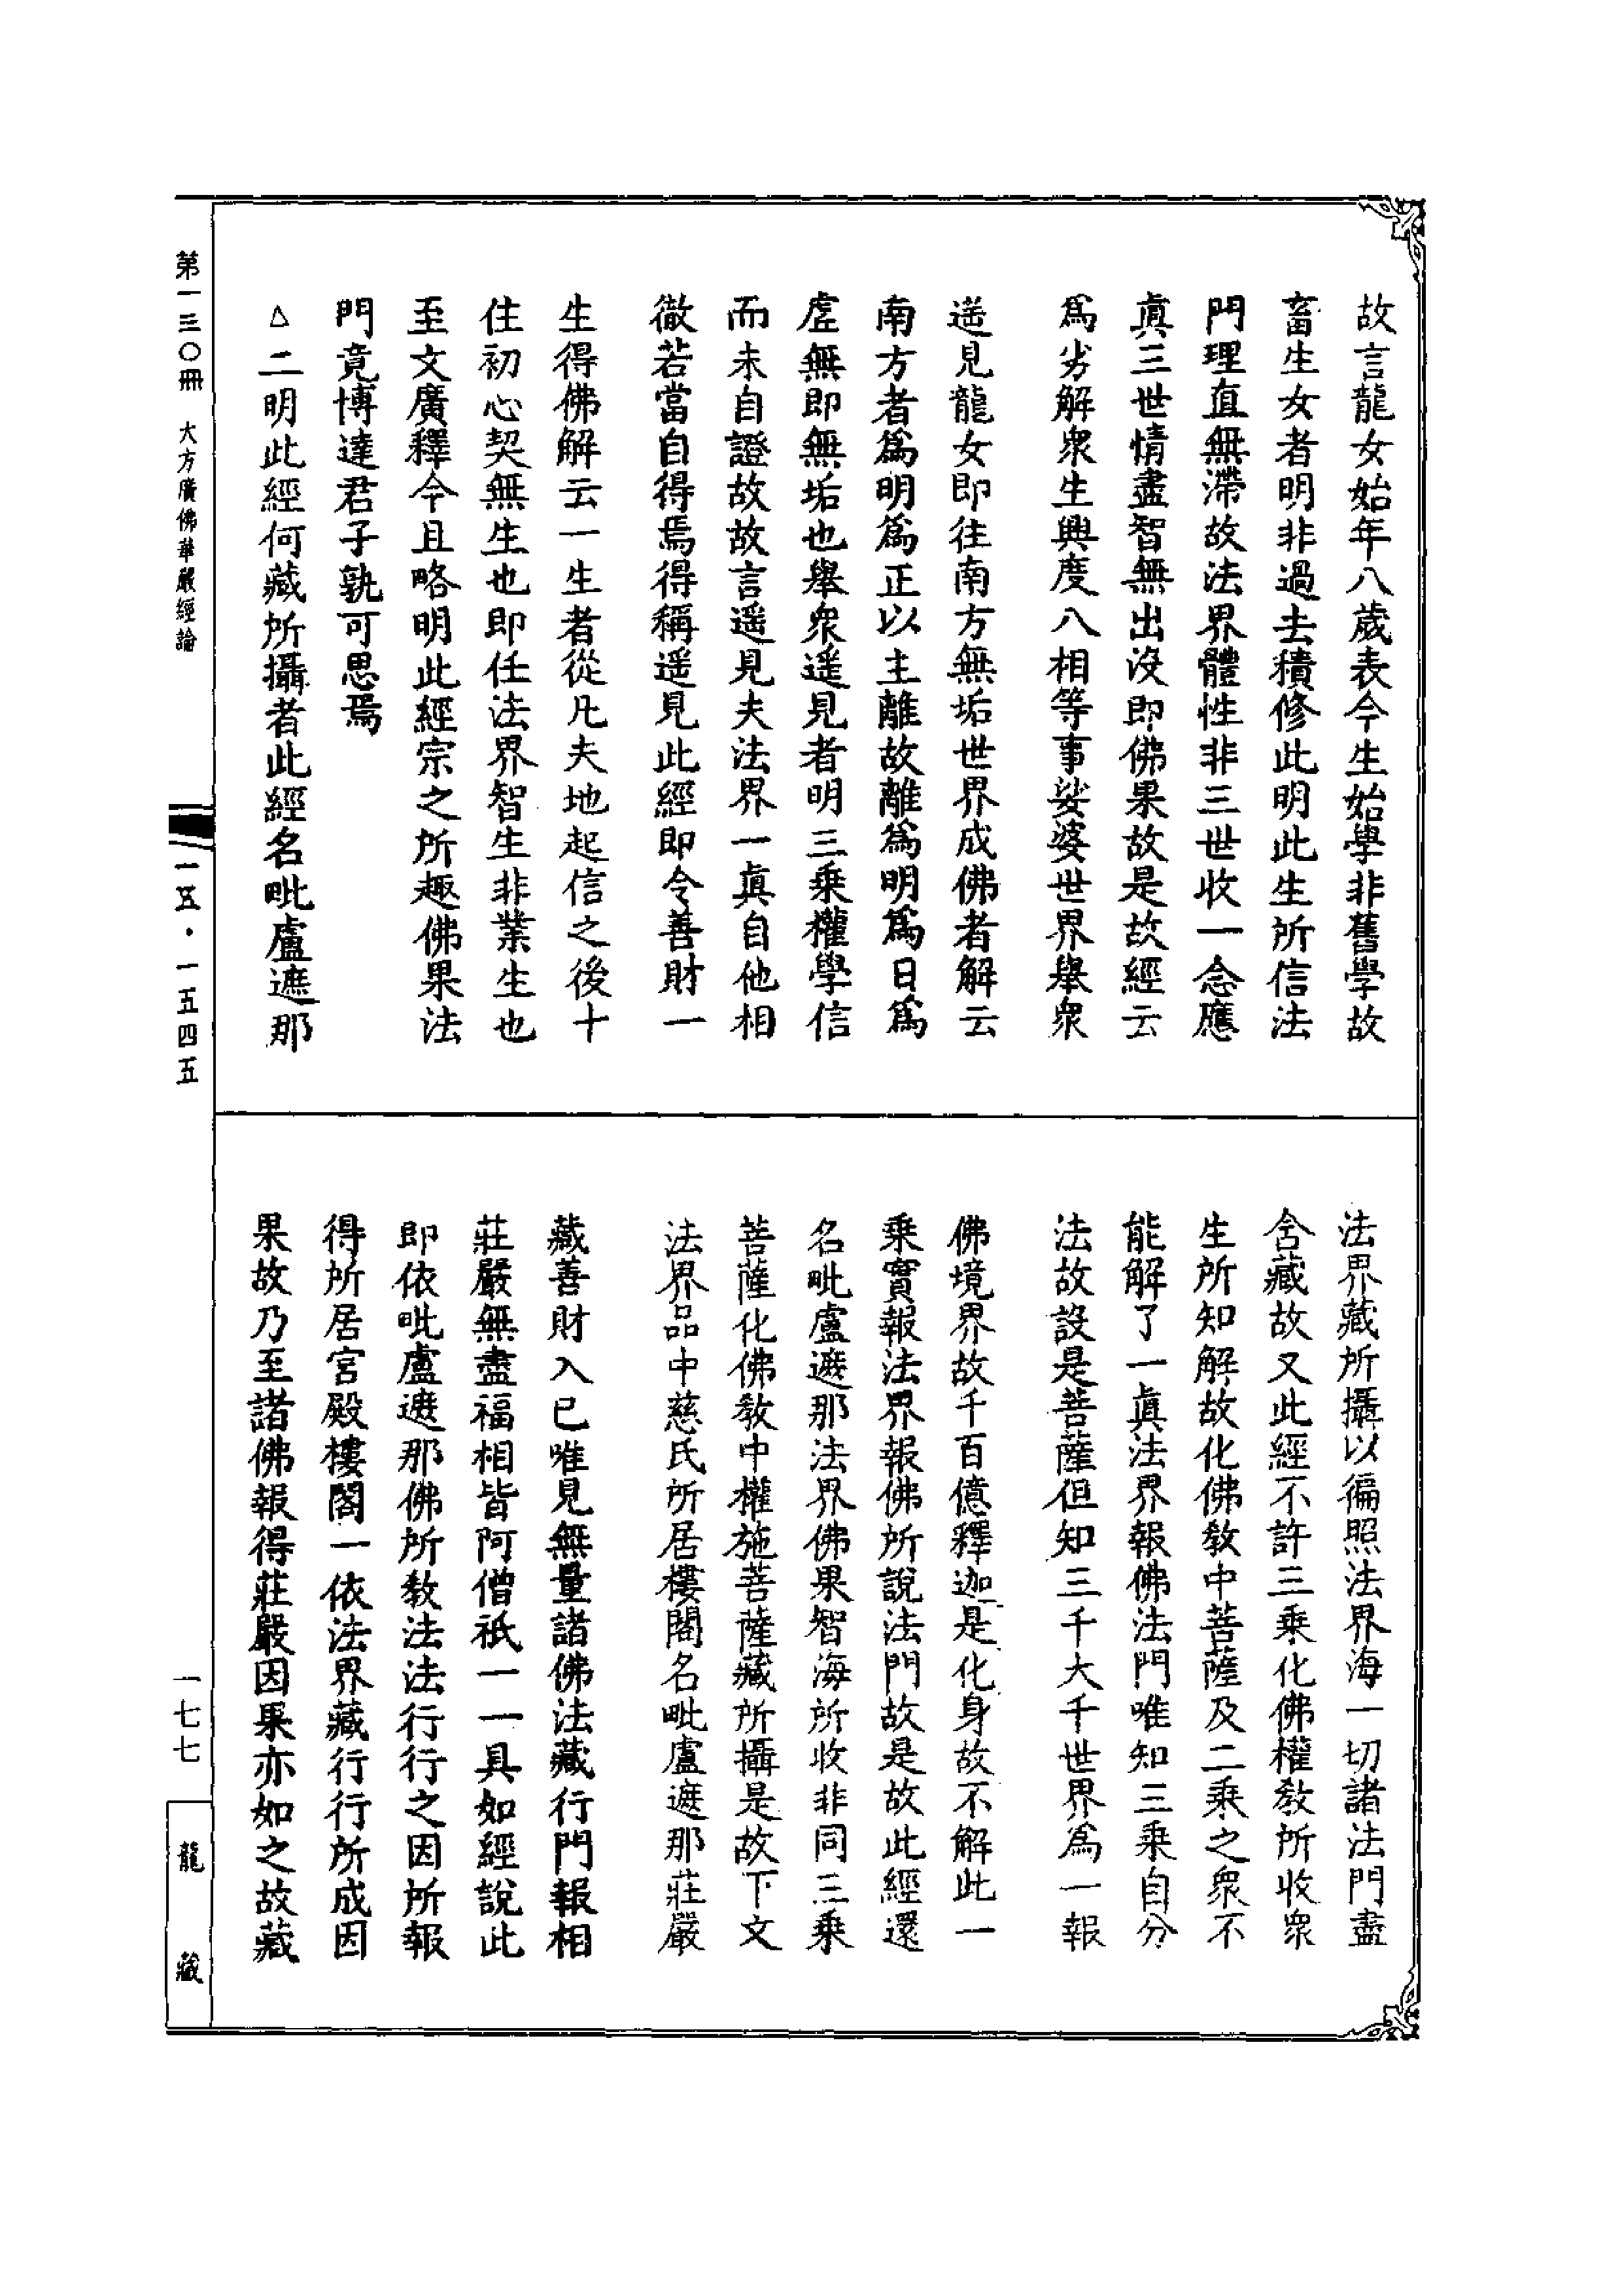 故言龍女始年八歲表今生始學非舊學故
畜生女者明非過去積修此明此生所信法
門理直無滯故法界體性非三世收一念應
眞三世情盡智無出沒即佛果故是故經云
爲劣解衆生興度八相等事娑婆世界舉衆
遥見龍女即往南方無垢世界成佛者解云
南方者爲明爲正以主離故離爲明爲日爲
虛無即無垢也舉衆遥見者明三乘權學信
而未自證故故言遥見夫法界一眞自他相
徹若當自得焉得稱遥見此經即令善財一
生得佛解云一生者從凡夫地起信之後十
住初心契無生也即任法界智生非業生也
至文廣釋今且略明此經宗之所趣佛果法
門竟博達君子孰可思焉
△二明此經何藏所攝者此經名毗盧遮那
法界藏所攝以徧照法界海一切諸法門盡
含藏故又此經不許三乘化佛權敎所收衆
生所知解故化佛敎中菩薩及二乘之衆不
能解了一眞法界報佛法門唯知三乘自分
法故設是菩薩但知三千大千世界爲一報
佛境界故千百億釋迦是化身故不解此一
乘實報法界報佛所說法門故是故此經還
名毗盧遮那法界佛果智海所收非同三乘
菩薩化佛敎中權施菩薩藏所攝是故下文
法界品中慈氏所居樓閣名毗盧遮那莊嚴
藏善財入已唯見無量諸佛法藏行門報相
莊嚴無盡福相皆阿僧祇一一具如經說此
即依毗盧遮那佛所敎法法行行之因所報
得所居宮殿樓閣一依法界藏行行所成因
果故乃至諸佛報得莊嚴因果亦如之故藏
第一三〇冊 大方廣佛華嚴經論
一五·一五四五
一七七
龍藏